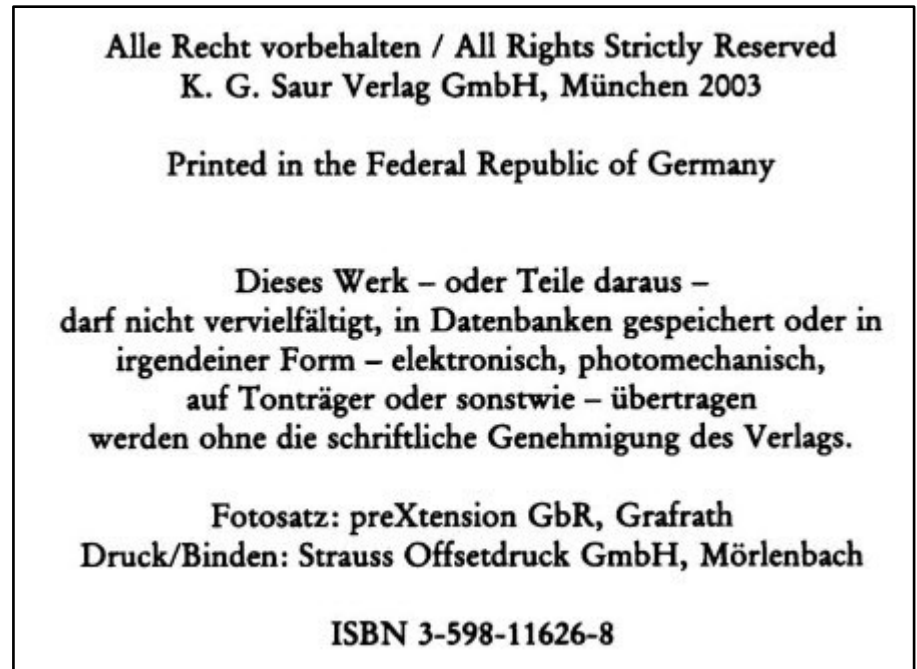 Alle Recht vorbehalten / All Rights Strictly Reserved
K. G. Saur Verlag GmbH, München 2003
Printed in the Federal Republic of Germany
Dieses Werk – oder Teile daraus –
darf nicht vervielfältigt, in Datenbanken gespeichert oder in
irgendeiner Form – elektronisch, photomechanisch,
auf Tonträger oder sonstwie – übertragen
werden ohne die schriftliche Genehmigung des Verlags.
Fotosatz: preXtension GbR, Grafrath
Druck/Binden: Strauss Offsetdruck GmbH, Mörlenbach
ISBN 3-598-11626-8